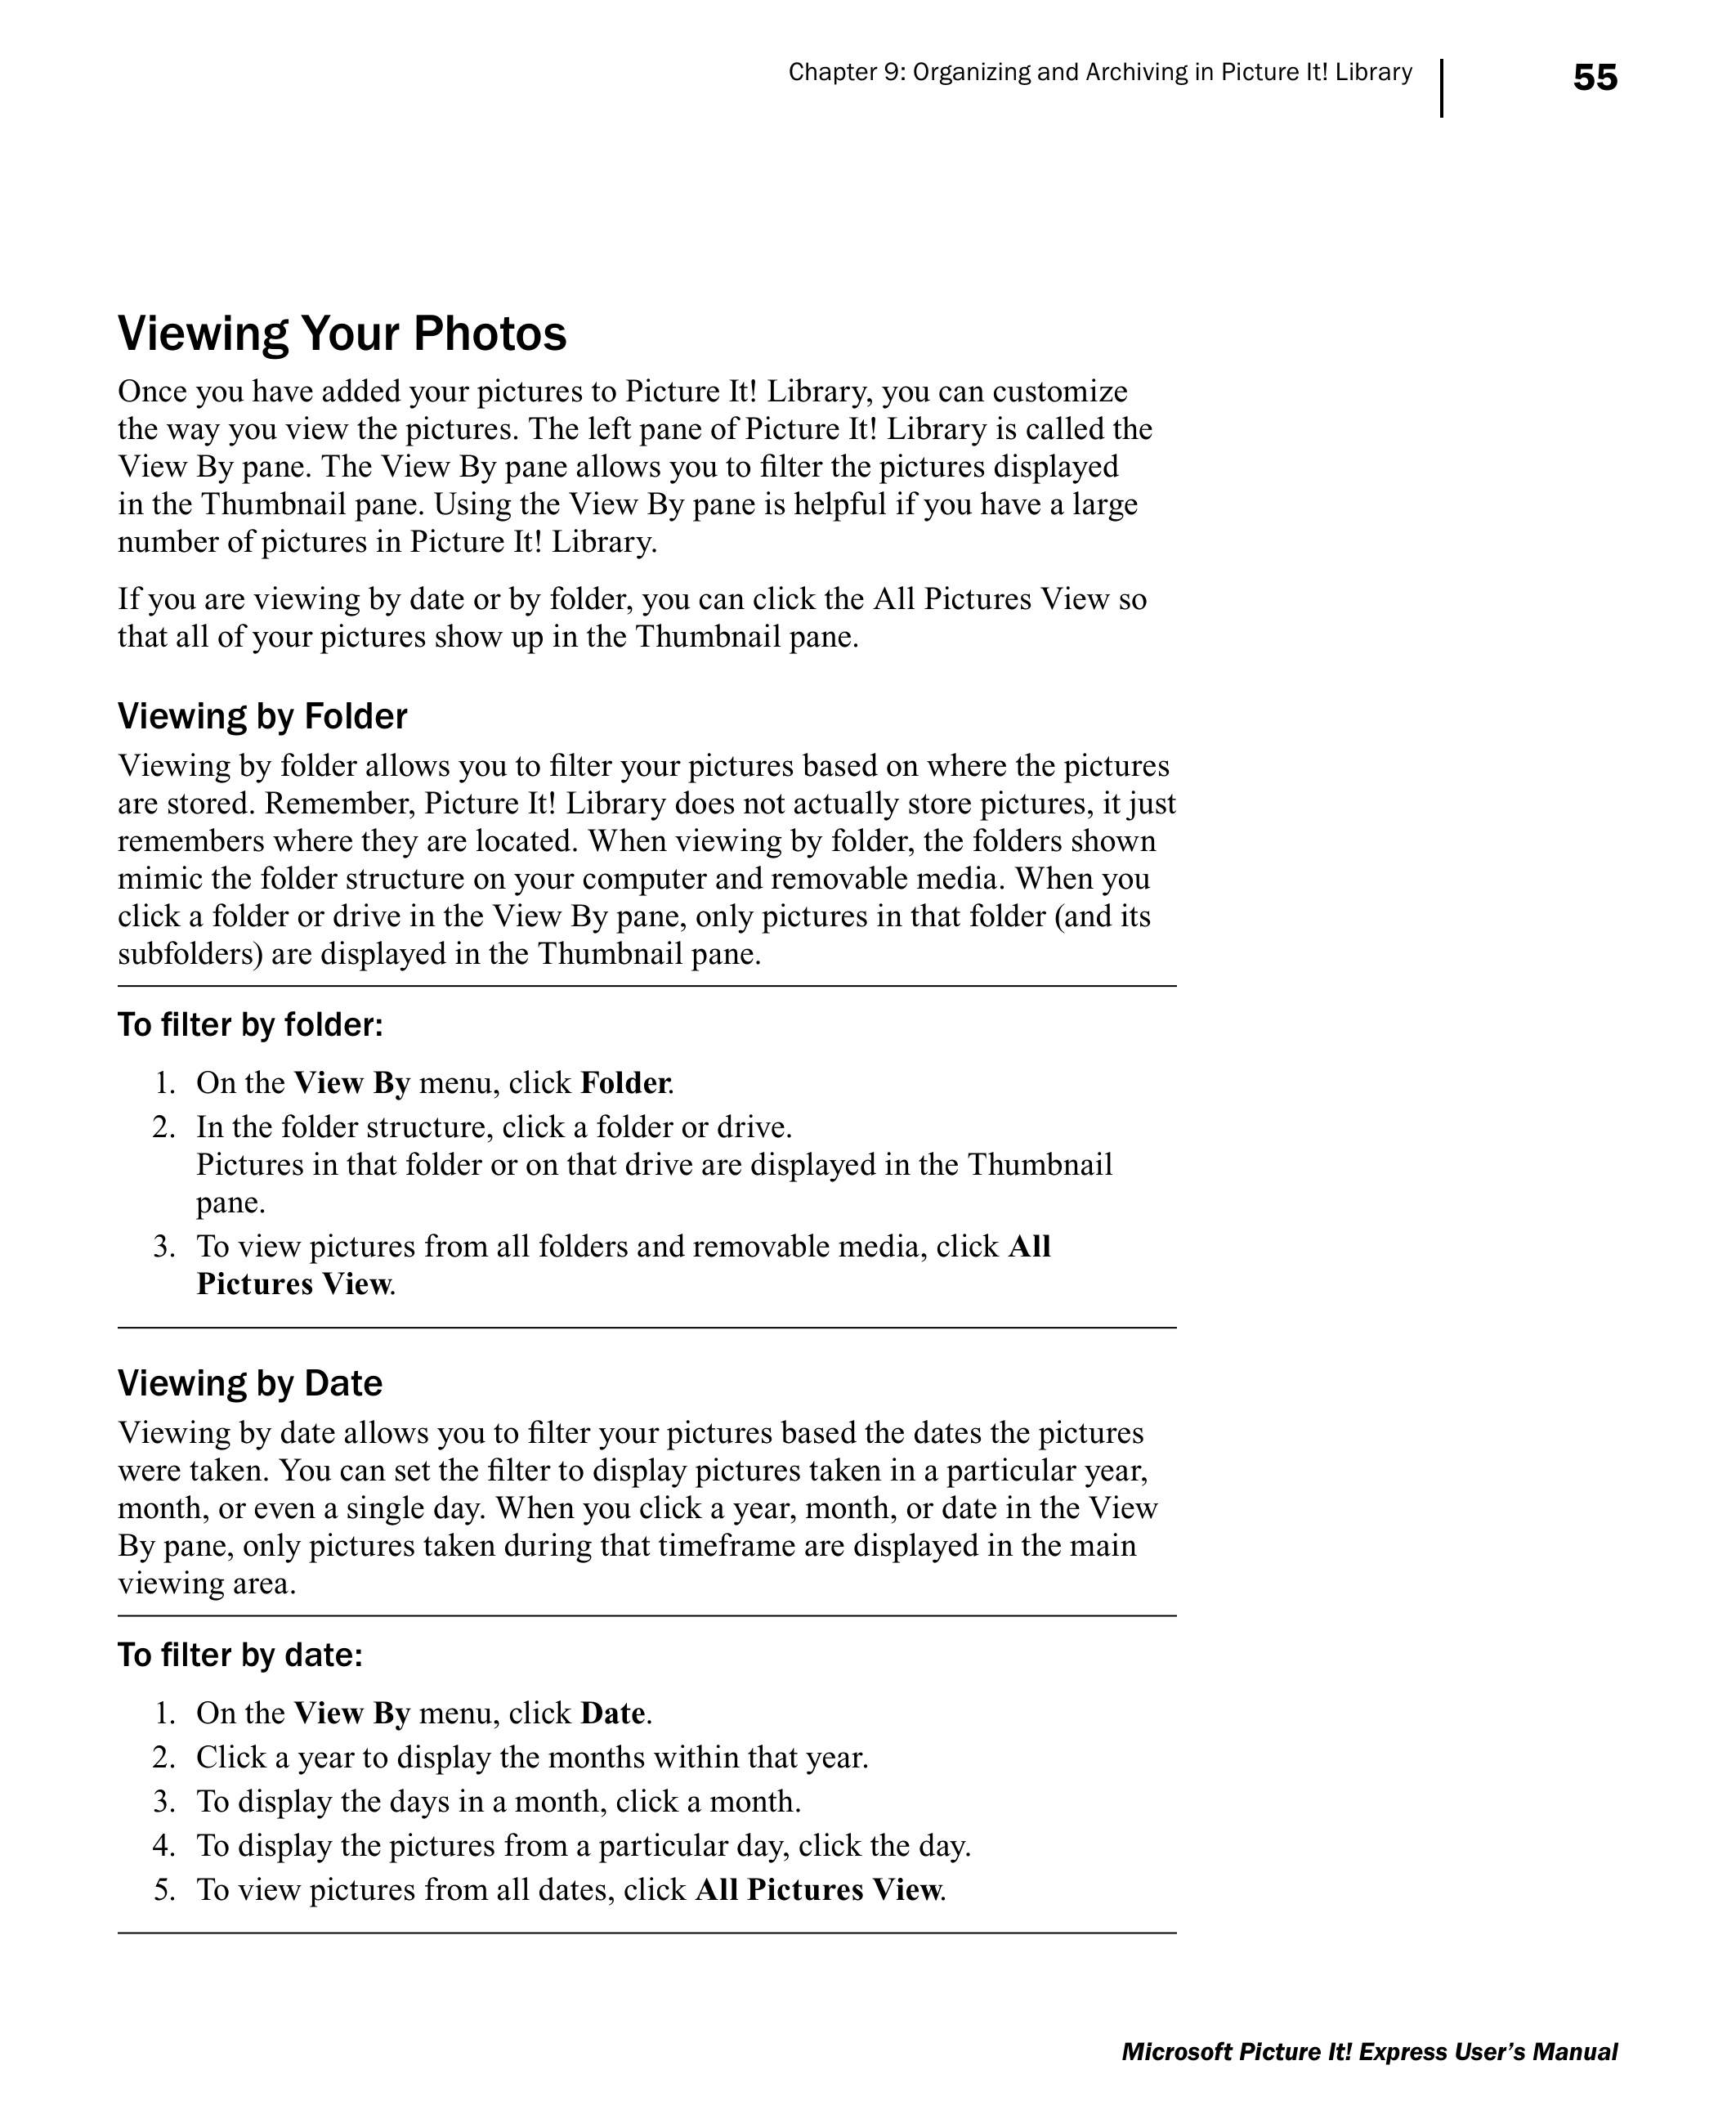 Chapter 9: Organizing and Archiving in Picture It! Library
55
Viewing Your Photos
Once you have added your pictures to Picture It! Library, you can customize
the way you view the pictures. The left pane of Picture It! Library is called the
View By pane. The View By pane allows you to filter the pictures displayed
in the Thumbnail pane. Using the View By pane is helpful if you have a large
number of pictures in Picture It! Library.
If you are viewing by date or by folder, you can click the All Pictures View so
that all of your pictures show up in the Thumbnail pane.
Viewing by Folder
Viewing by folder allows you to filter your pictures based on where the pictures
are stored. Remember, Picture It! Library does not actually store pictures, it just
remembers where they are located. When viewing by folder, the folders shown
mimic the folder structure on your computer and removable media. When you
click a folder or drive in the View By pane, only pictures in that folder (and its
subfolders) are displayed in the Thumbnail pane.
To filter by folder:
1. On the View By menu, click Folder.
2. In the folder structure, click a folder or drive.
Pictures in that folder or on that drive are displayed in the Thumbnail
pane.
3. To view pictures from all folders and removable media, click All
Pictures View.
Viewing by Date
Viewing by date allows you to filter your pictures based the dates the pictures
were taken. You can set the filter to display pictures taken in a particular year,
month, or even a single day. When you click a year, month, or date in the View
By pane, only pictures taken during that timeframe are displayed in the main
viewing area.
To filter by date:
1. On the View By menu, click Date.
2. Click a year to display the months within that year.
3. To display the days in a month, click a month.
4. To display the pictures from a particular day, click the day.
5. To view pictures from all dates, click All Pictures View.
Microsoft Picture It! Express User’s Manual